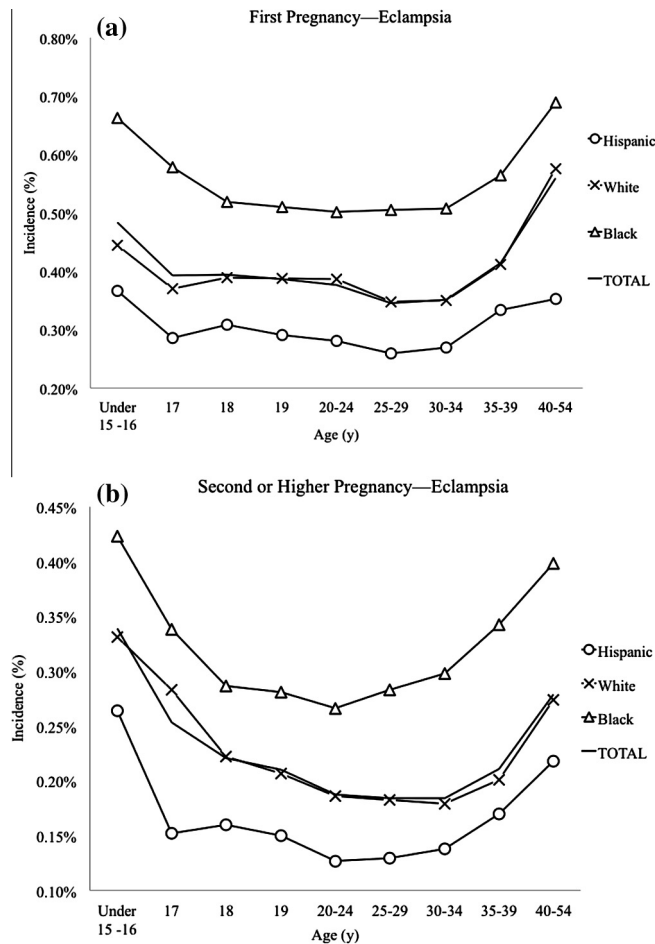 (a) First Pregnancy—Eclampsia
0.80%
0.70%
0.60%
0.50%
0.40%
0.30%
0.20%
Incidence (%)
Hispanic
White
Black
TOTAL
Under 17 18 19 20-24 25-29 30-34 35-39 40-54
15 -16
Age (y)
(b) Second or Higher Pregnancy—Eclampsia
0.45%
0.40%
0.35%
0.30%
0.25%
0.20%
0.15%
0.10%
Incidence (%)
Hispanic
White
Black
TOTAL
Under 17 18 19 20-24 25-29 30-34 35-39 40-54
15 -16
Age (y)